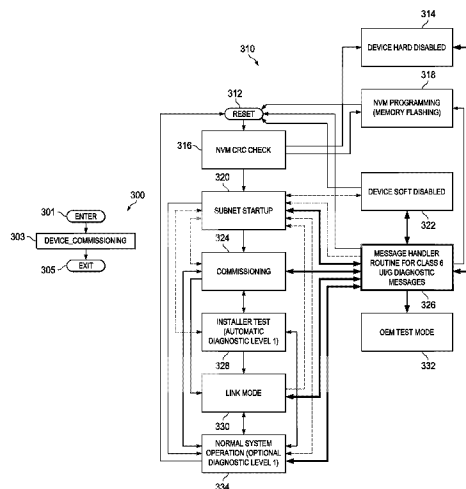 310
314
DEVICE HARD DISABLED
318
NVM PROGRAMMING
(MEMORY FLASHING)
312
RESET
316
NVM CRC CHECK
320
SUBNET STARTUP
DEVICE SOFT DISABLED
322
300
301
ENTER
303
DEVICE_COMMISSIONING
305
EXIT
324
COMMISSIONING
MESSAGE HANDLER
ROUTINE FOR CLASS 6
UI/G DIAGNOSTIC
MESSAGES
326
INSTALLER TEST
(AUTOMATIC
DIAGNOSTIC LEVEL 1)
328
OEM TEST MODE
332
LINK MODE
330
NORMAL SYSTEM
OPERATION (OPTIONAL
DIAGNOSTIC LEVEL 1)
334